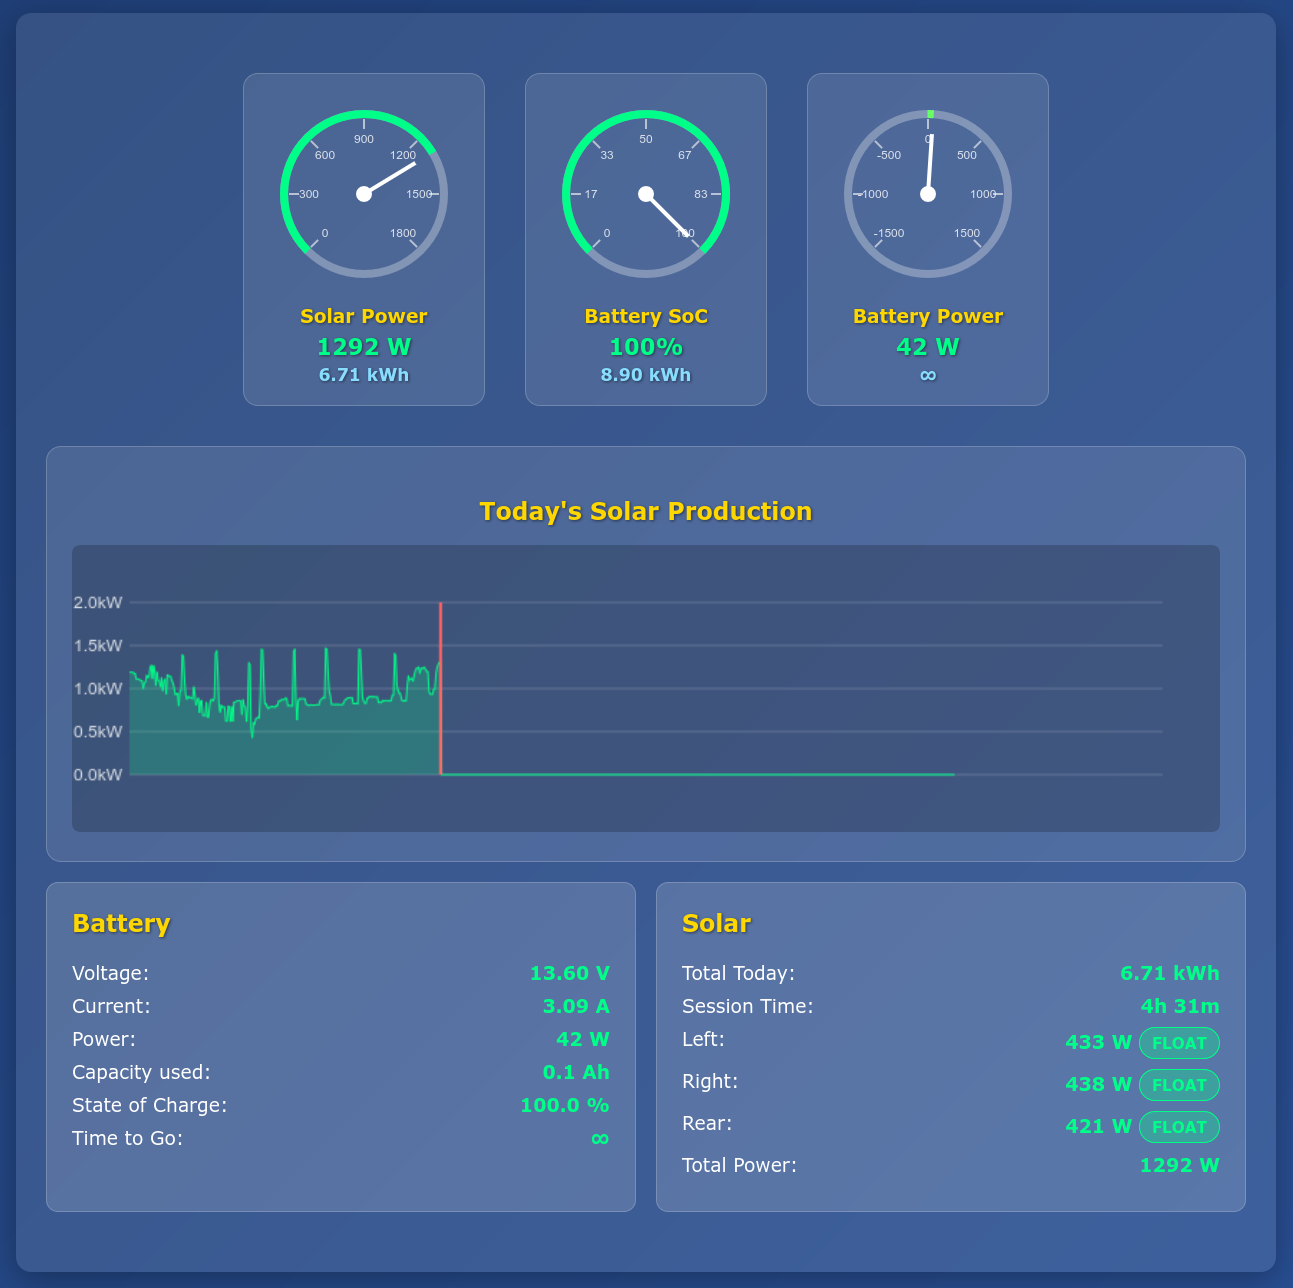 900
600 1200
300 1500
0 1800
Solar Power
1292 W
6.71 kWh
50
33 67
17 83
0 100
Battery SoC
100%
8.90 kWh
0
-500 500
-1000 1000
-1500 1500
Battery Power
42 W
∞
Today's Solar Production
2.0kW
1.5kW
1.0kW
0.5kW
0.0kW
Battery
Voltage: 13.60 V
Current: 3.09 A
Power: 42 W
Capacity used: 0.1 Ah
State of Charge: 100.0 %
Time to Go: ∞
Solar
Total Today: 6.71 kWh
Session Time: 4h 31m
Left: 433 W FLOAT
Right: 438 W FLOAT
Rear: 421 W FLOAT
Total Power: 1292 W